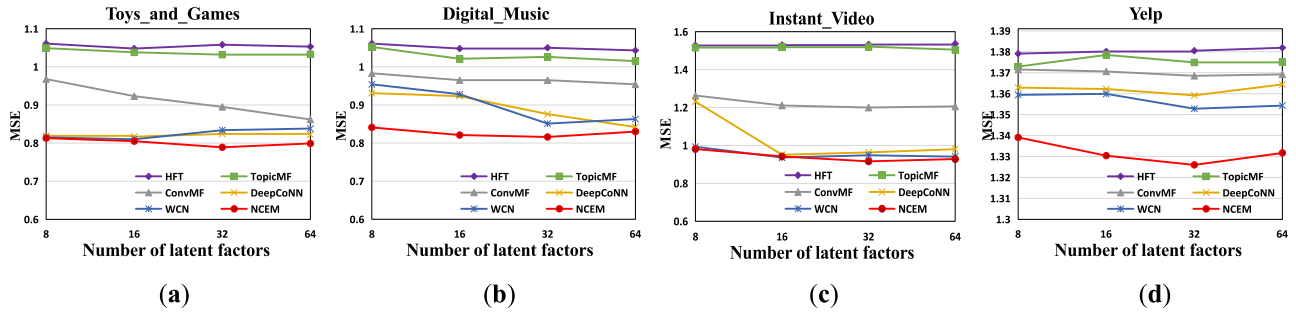 Toys_and_Games
1.1
1
0.9
0.8
0.7
0.6
MSE
HFT TopicMF
ConvMF DeepCoNN
WCN NCEM
8 16 32 64
Number of latent factors
(a)
Digital_Music
1.1
1
0.9
0.8
0.7
0.6
MSE
HFT TopicMF
ConvMF DeepCoNN
WCN NCEM
8 16 32 64
Number of latent factors
(b)
Instant_Video
1.6
1.4
1.2
1
0.8
0.6
MSE
HFT TopicMF
ConvMF DeepCoNN
WCN NCEM
8 16 32 64
Number of latent factors
(c)
Yelp
1.39
1.38
1.37
1.36
1.35
1.34
1.33
1.32
1.31
1.3
MSE
HFT TopicMF
ConvMF DeepCoNN
WCN NCEM
8 16 32 64
Number of latent factors
(d)